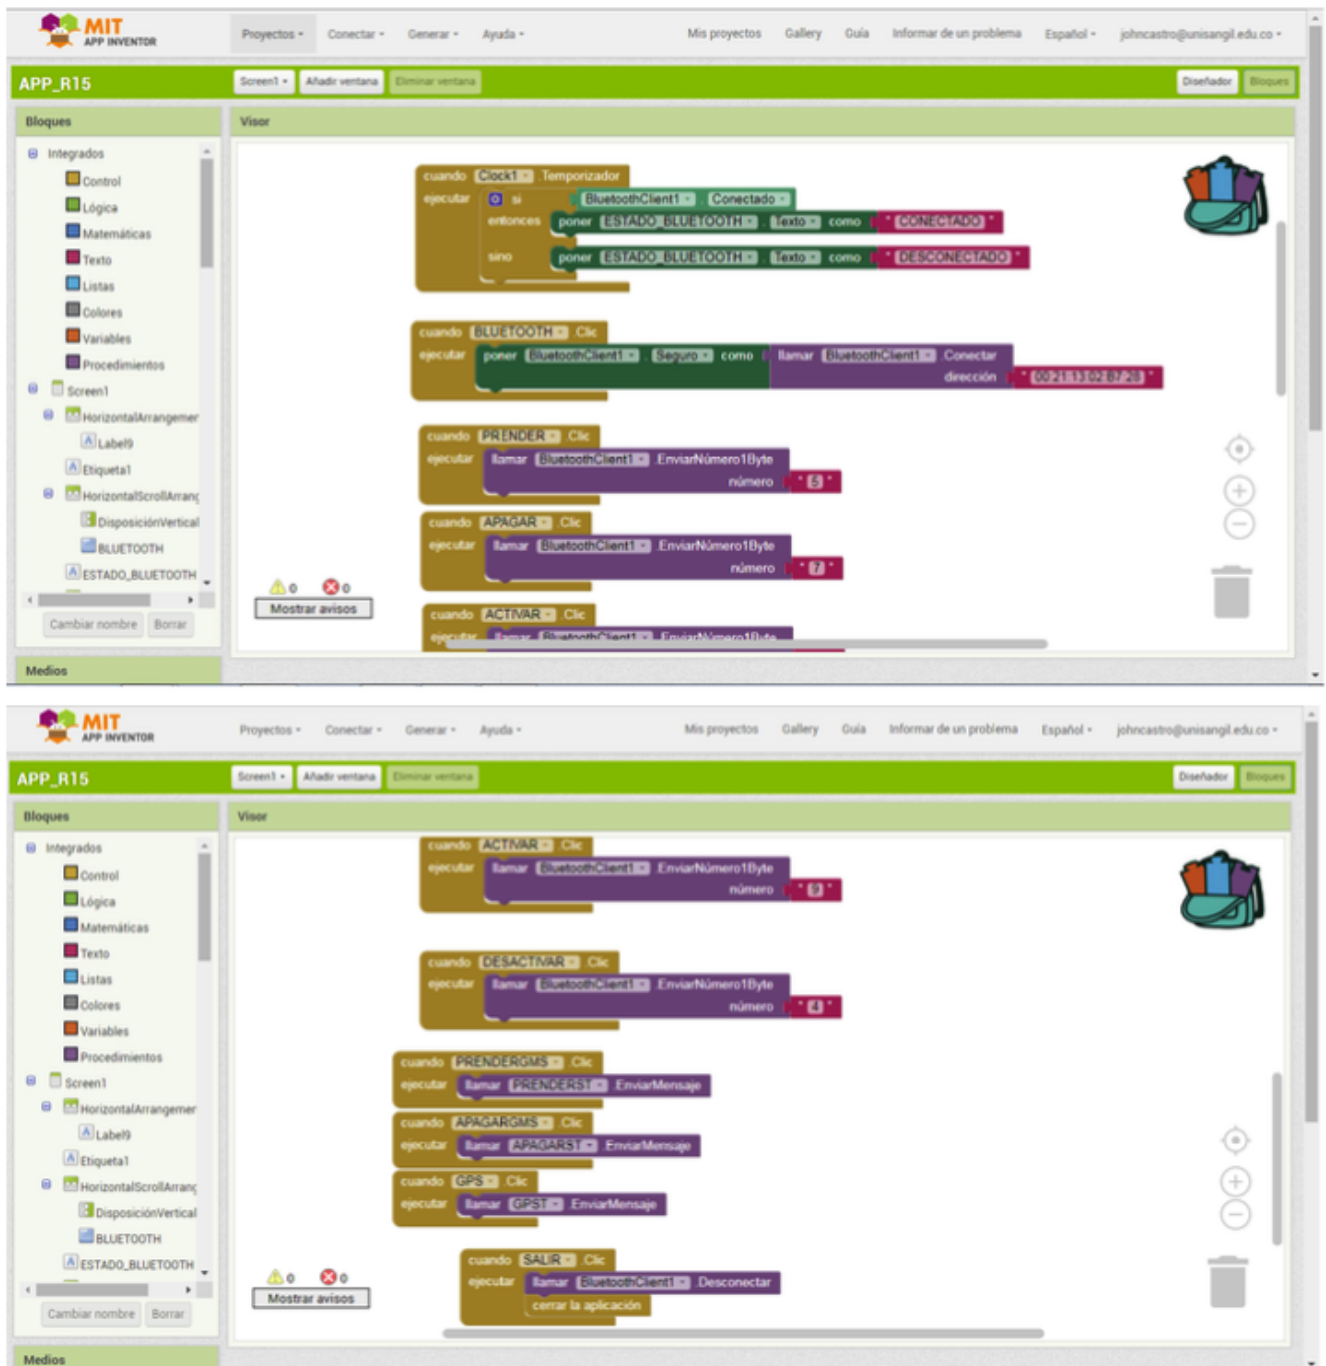 MIT
APP INVENTOR
Proyectos Conectar Generar Ayuda Mis proyectos Gallery Guía Informar de un problema Español johncastro@unisangil.edu.co
APP_R15 Screen1 Añadir ventana Eliminar ventana Diseñador Bloques
Bloques Visor
Integrados
Control
Lógica
Matemáticas
Texto
Listas
Colores
Variables
Procedimientos
Screen1
HorizontalArrangemen
Label9
Etiqueta1
HorizontalScrollArrang
DisposiciónVertical
BLUETOOTH
ESTADO_BLUETOOTH
Cambiar nombre Borrar
Medios
cuando Clock1 .Temporizador
ejecutar si BluetoothClient1 . Conectado
entonces poner ESTADO_BLUETOOTH . Texto como " CONECTADO "
sino poner ESTADO_BLUETOOTH . Texto como " DESCONECTADO "
cuando BLUETOOTH .Clic
ejecutar poner BluetoothClient1 . Seguro como llamar BluetoothClient1 .Conectar
dirección " 00:21:13:02:B7:28 "
cuando PRENDER .Clic
ejecutar llamar BluetoothClient1 .EnviarNúmero1Byte
número " 5 "
cuando APAGAR .Clic
ejecutar llamar BluetoothClient1 .EnviarNúmero1Byte
número " 7 "
cuando ACTIVAR .Clic
ejecutar llamar BluetoothClient1 .EnviarNúmero1Byte
0 0
Mostrar avisos
MIT
APP INVENTOR
Proyectos Conectar Generar Ayuda Mis proyectos Gallery Guía Informar de un problema Español johncastro@unisangil.edu.co
APP_R15 Screen1 Añadir ventana Eliminar ventana Diseñador Bloques
Bloques Visor
Integrados
Control
Lógica
Matemáticas
Texto
Listas
Colores
Variables
Procedimientos
Screen1
HorizontalArrangemen
Label9
Etiqueta1
HorizontalScrollArrang
DisposiciónVertical
BLUETOOTH
ESTADO_BLUETOOTH
Cambiar nombre Borrar
Medios
cuando ACTIVAR .Clic
ejecutar llamar BluetoothClient1 .EnviarNúmero1Byte
número " 9 "
cuando DESACTIVAR .Clic
ejecutar llamar BluetoothClient1 .EnviarNúmero1Byte
número " 4 "
cuando PRENDERGMS .Clic
ejecutar llamar PRENDERST .EnviarMensaje
cuando APAGARGMS .Clic
ejecutar llamar APAGARST .EnviarMensaje
cuando GPS .Clic
ejecutar llamar GPST .EnviarMensaje
cuando SALIR .Clic
ejecutar llamar BluetoothClient1 .Desconectar
cerrar la aplicación
0 0
Mostrar avisos